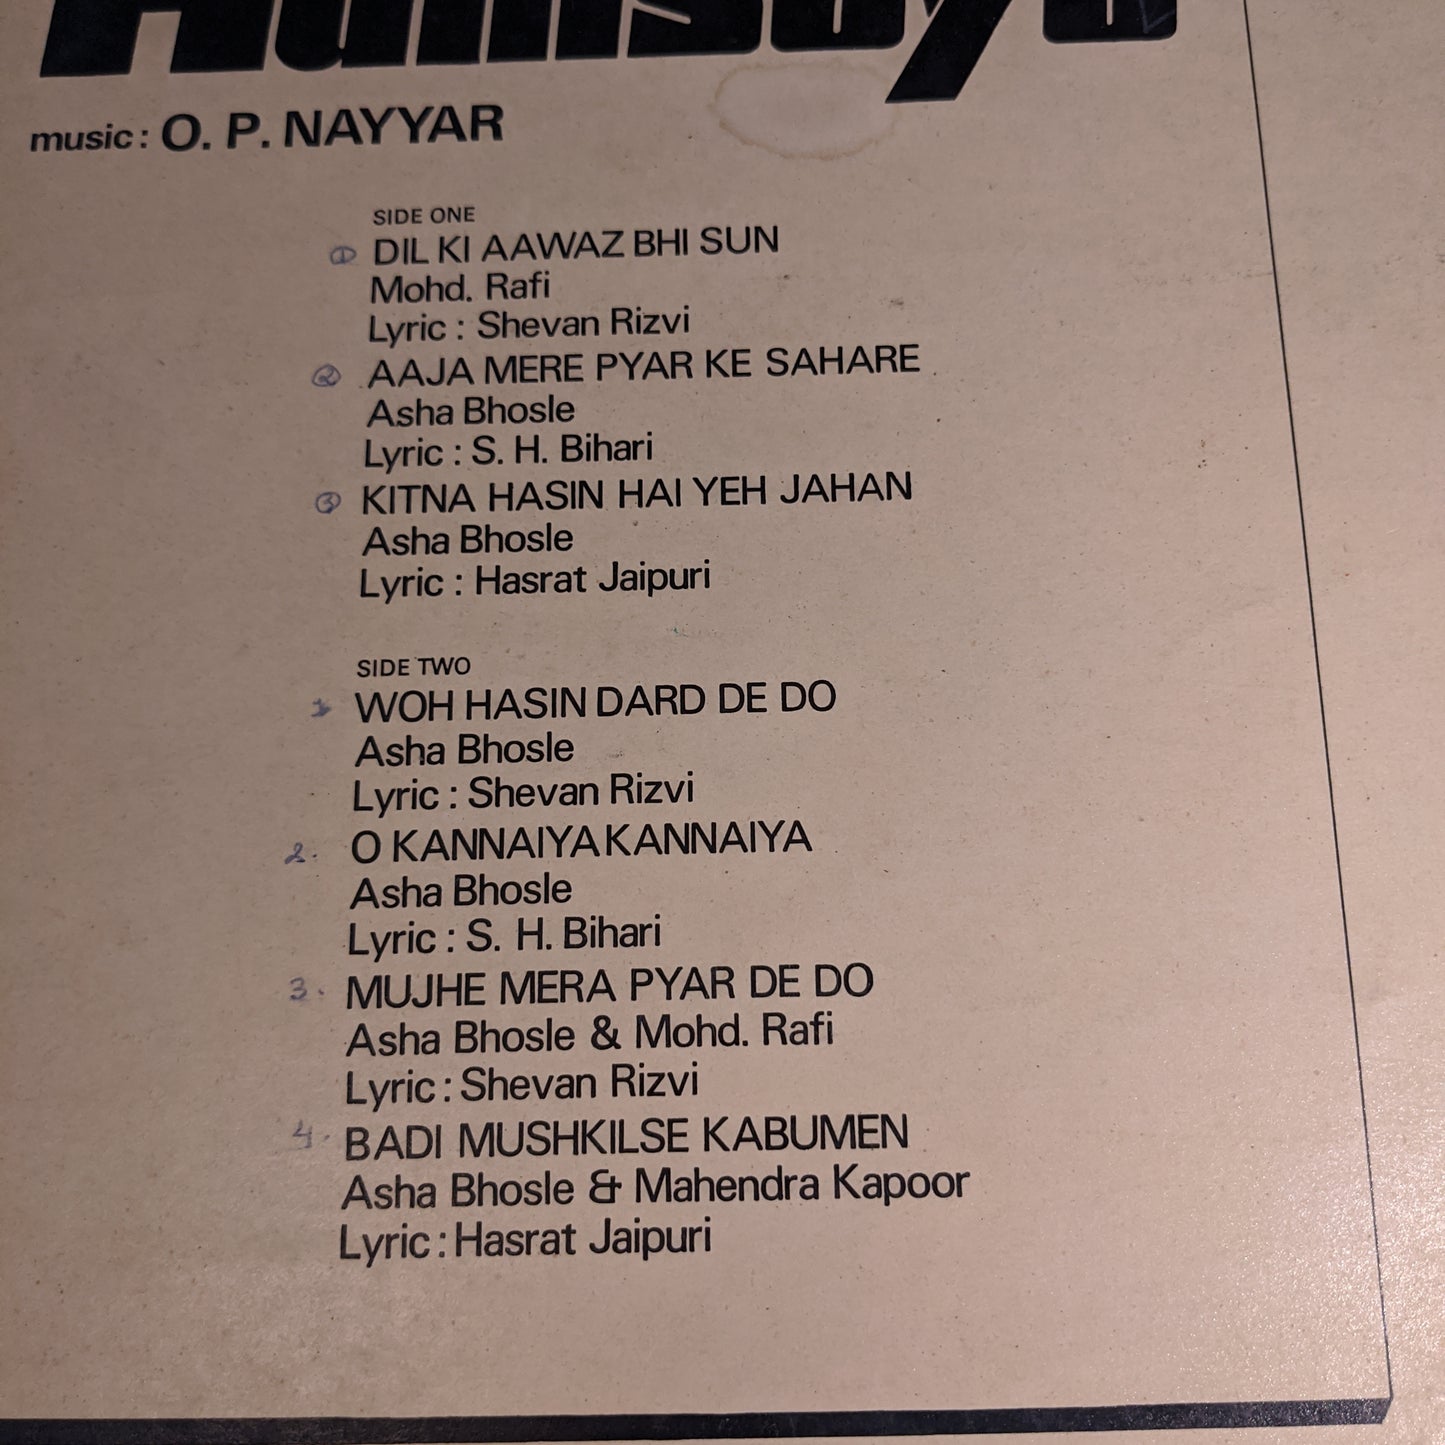 Humsaya
music: O. P. NAYYAR
SIDE ONE
① DIL KI AAWAZ BHI SUN
Mohd. Rafi
Lyric : Shevan Rizvi
② AAJA MERE PYAR KE SAHARE
Asha Bhosle
Lyric : S. H. Bihari
③ KITNA HASIN HAI YEH JAHAN
Asha Bhosle
Lyric : Hasrat Jaipuri
SIDE TWO
1 WOH HASIN DARD DE DO
Asha Bhosle
Lyric : Shevan Rizvi
2. O KANNAIYA KANNAIYA
Asha Bhosle
Lyric : S. H. Bihari
3. MUJHE MERA PYAR DE DO
Asha Bhosle & Mohd. Rafi
Lyric : Shevan Rizvi
4. BADI MUSHKILSE KABUMEN
Asha Bhosle & Mahendra Kapoor
Lyric : Hasrat Jaipuri